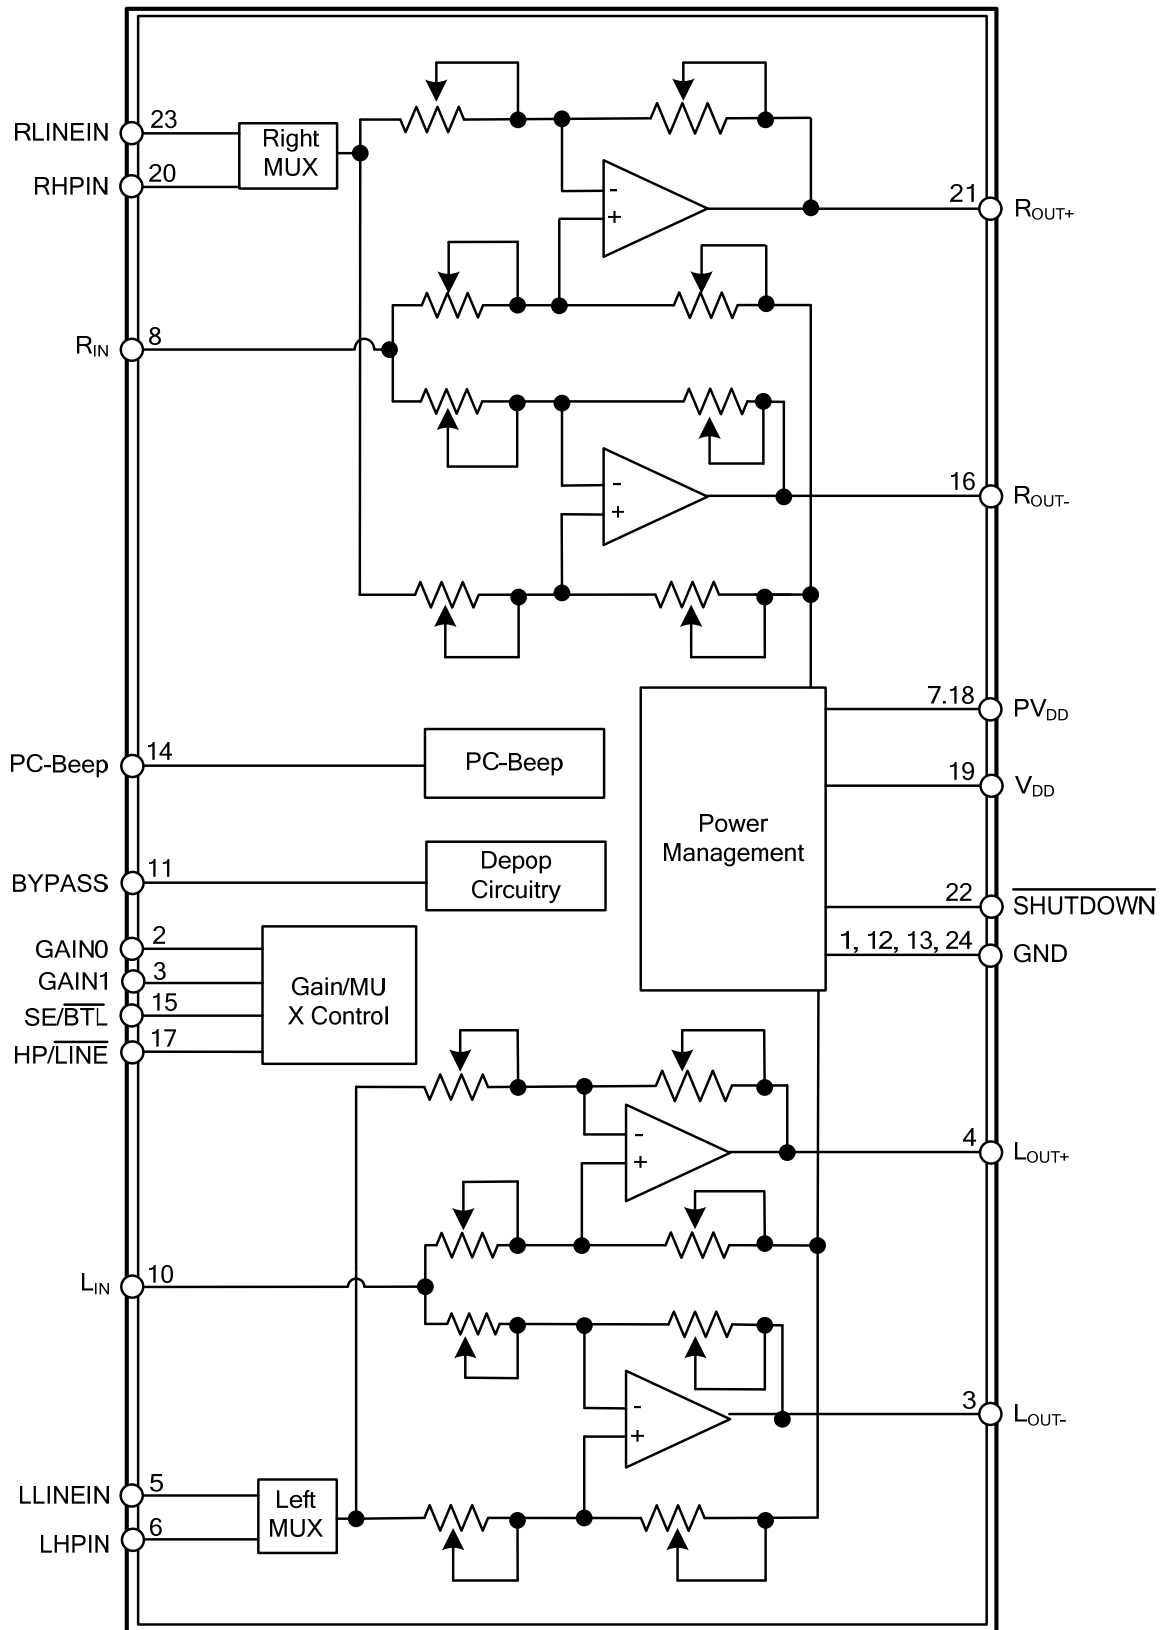 RLINEIN 23
RHPIN 20
Right
MUX
-
+
21 ROUT+
RIN 8
-
+
16 ROUT-
7.18 PVDD
PC-Beep 14
PC-Beep
19 VDD
Power
Management
BYPASS 11
Depop
Circuitry
22 SHUTDOWN
GAIN0 2
1, 12, 13, 24 GND
GAIN1 3
Gain/MU
X Control
SE/BTL 15
HP/LINE 17
-
+
4 LOUT+
LIN 10
-
+
3 LOUT-
LLINEIN 5
Left
MUX
LHPIN 6